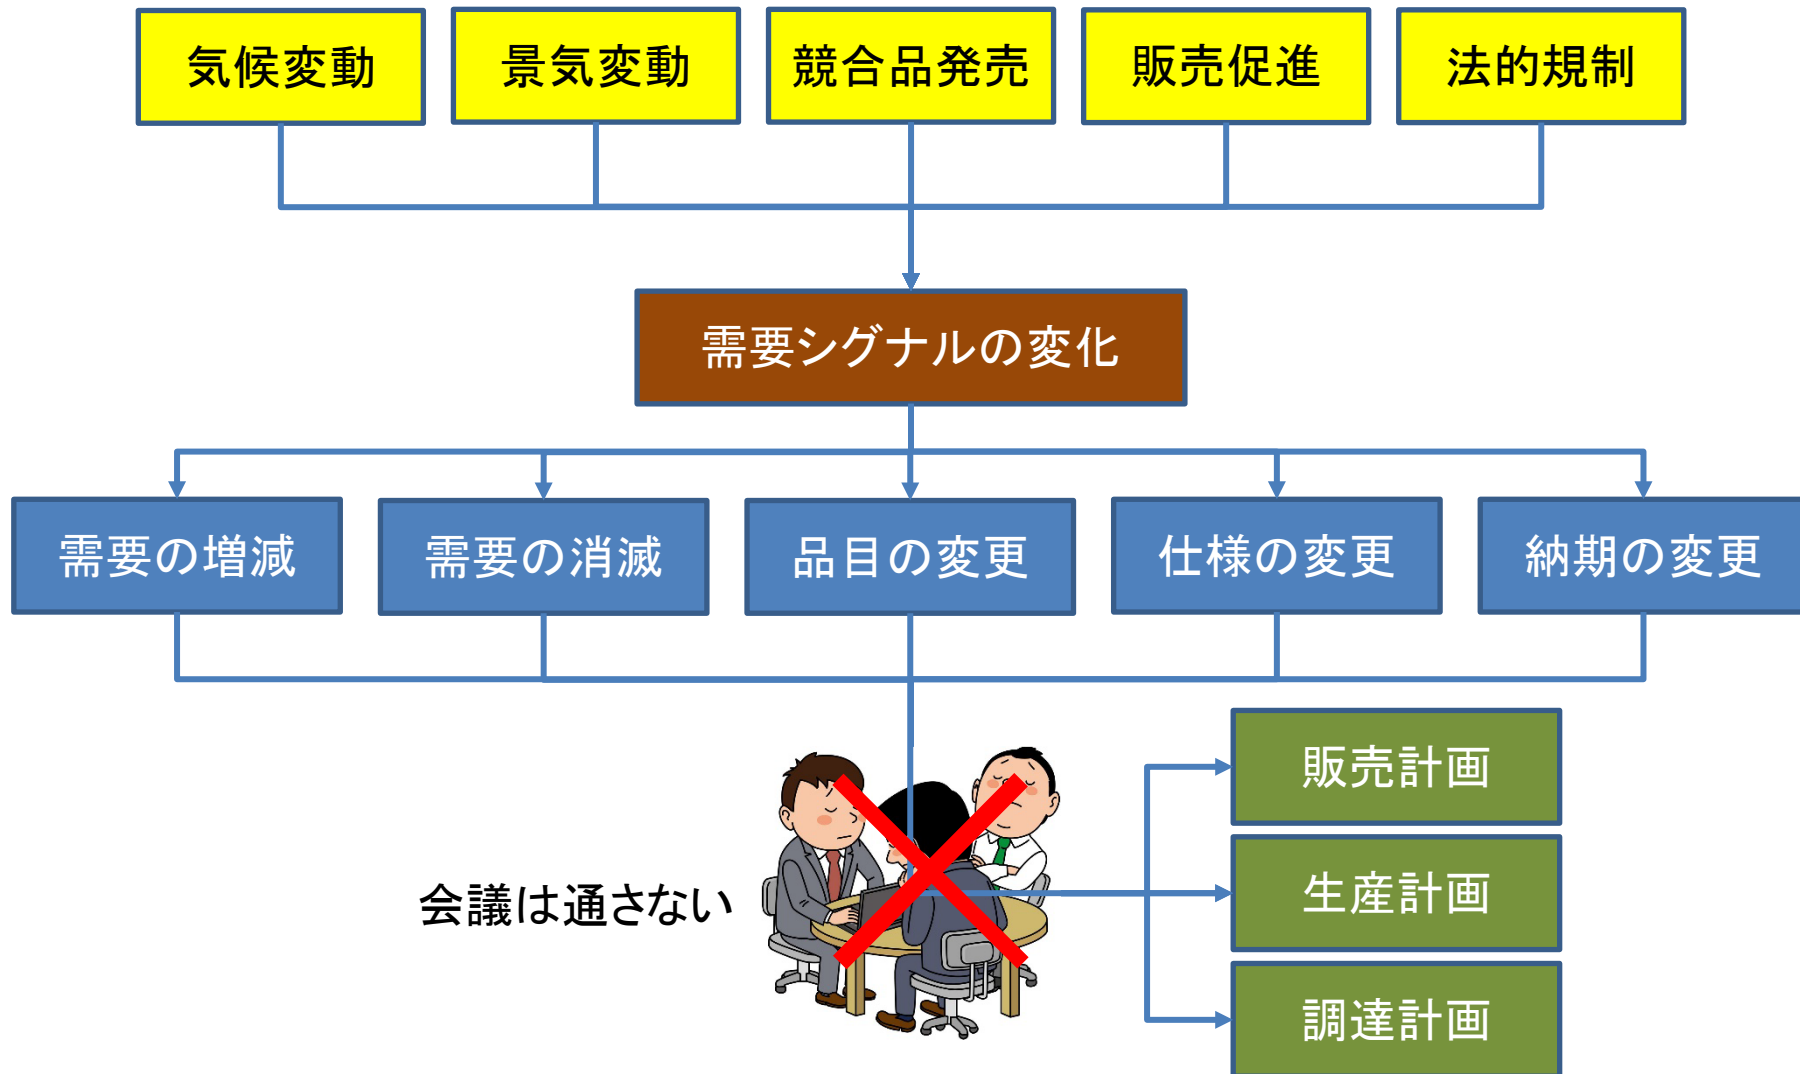 気候変動
景気変動
競合品発売
販売促進
法的規制
需要シグナルの変化
需要の増減
需要の消滅
品目の変更
仕様の変更
納期の変更
会議は通さない
販売計画
生産計画
調達計画